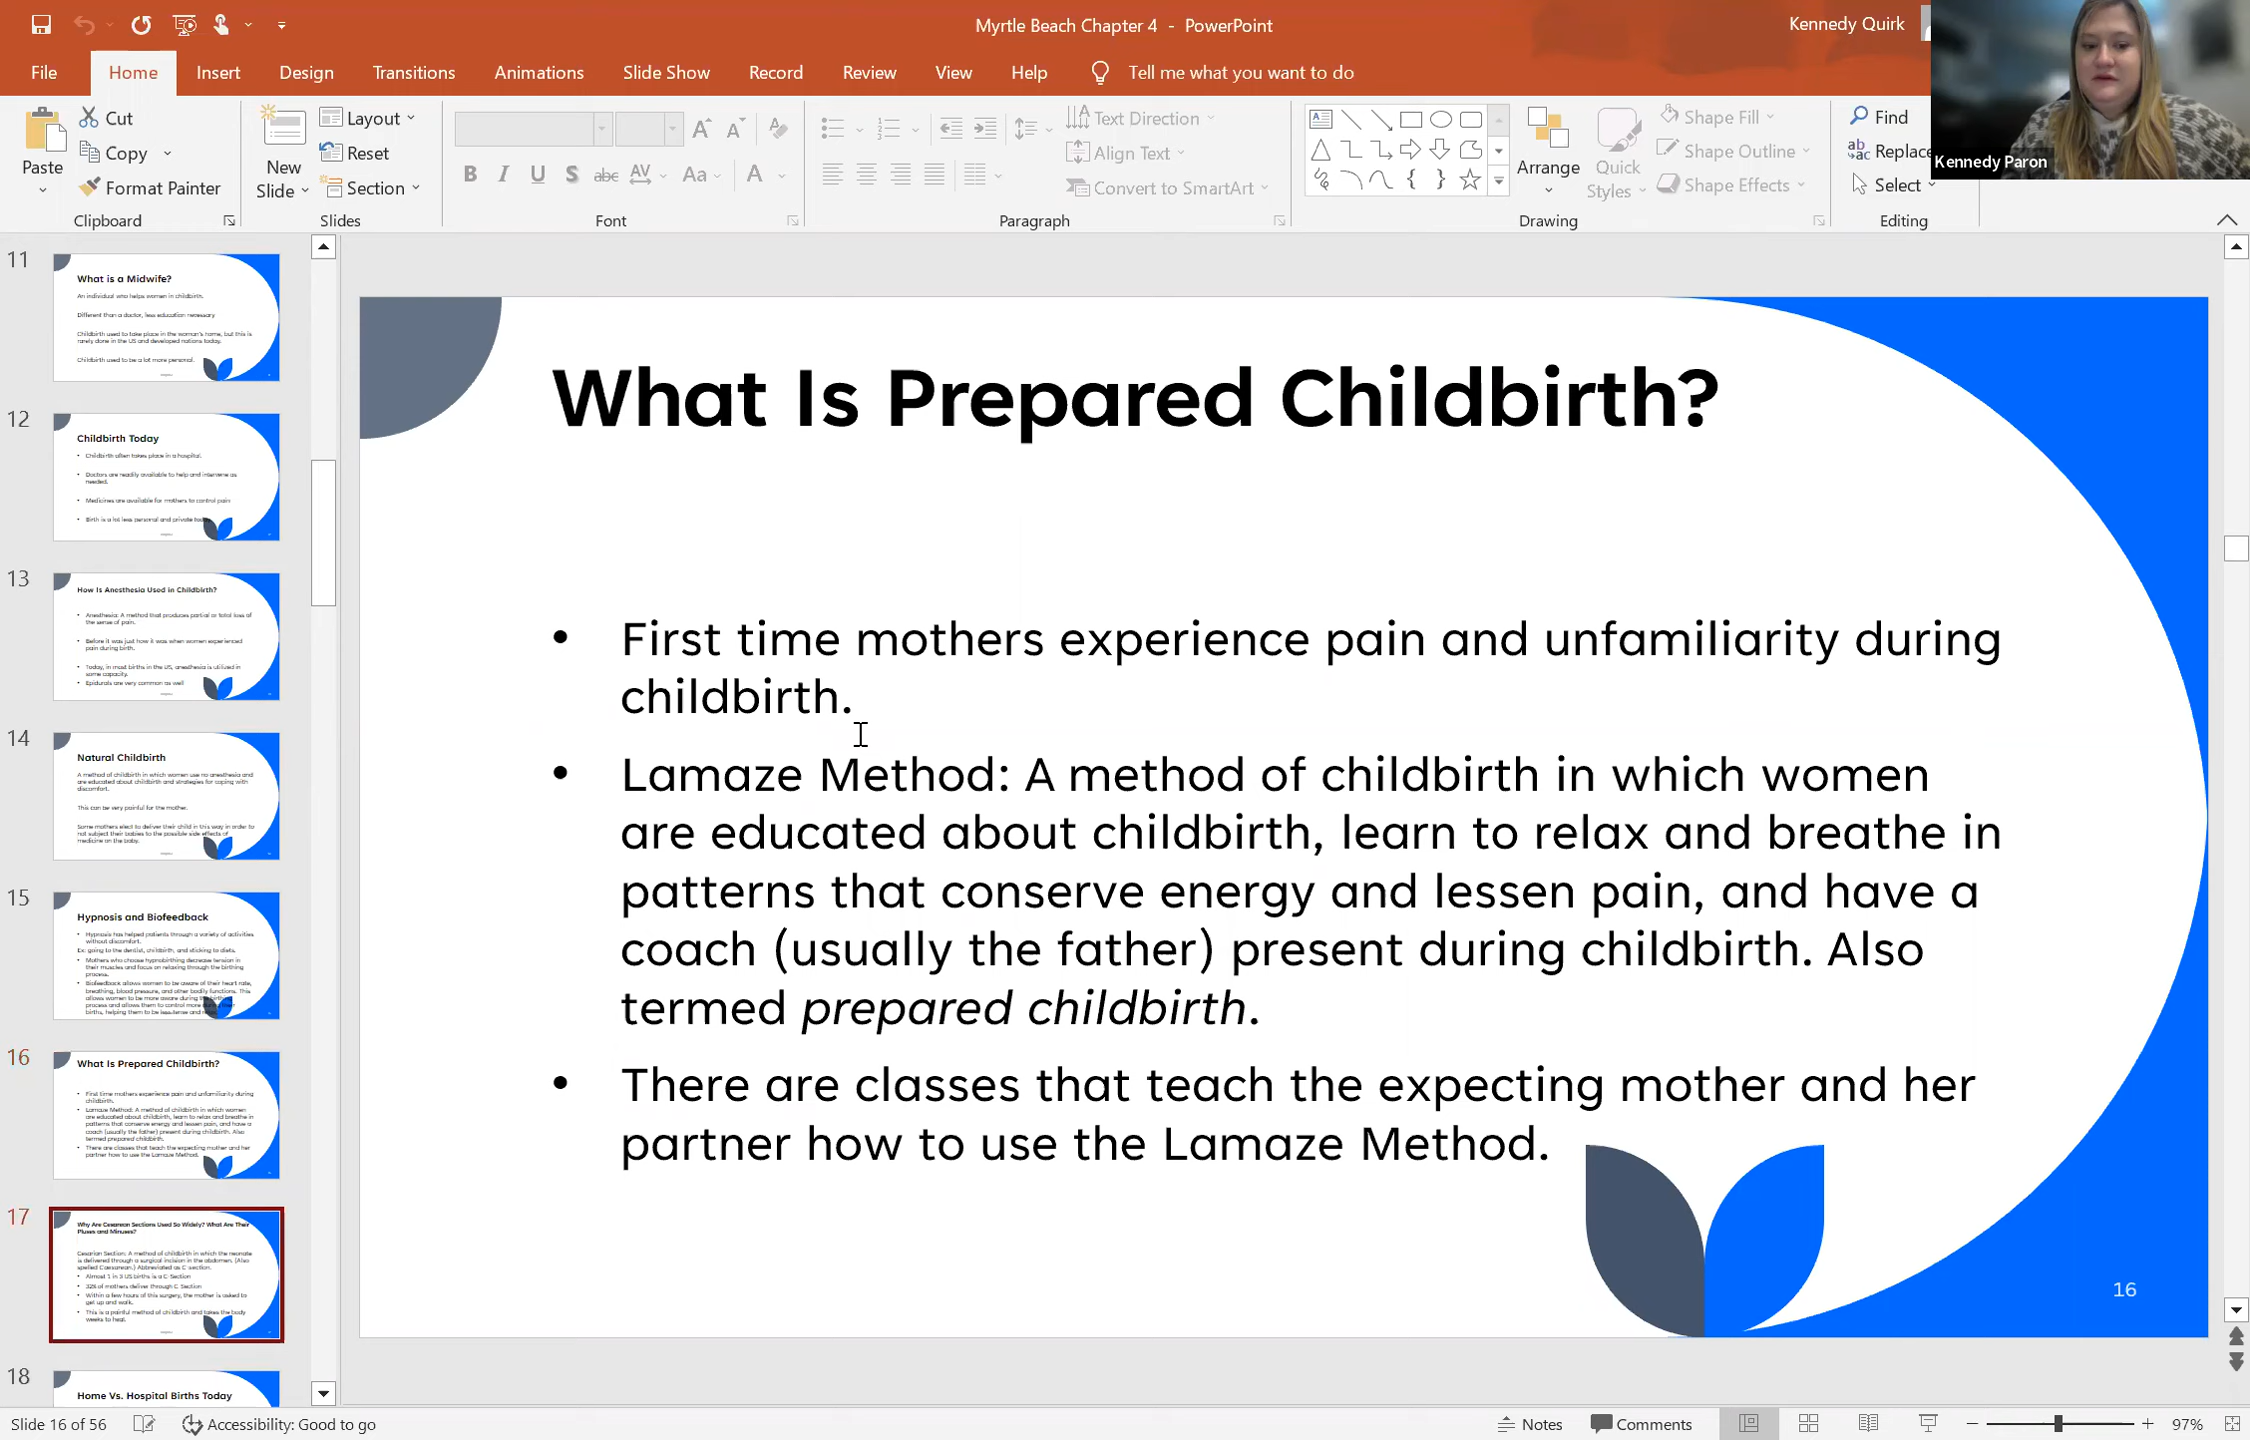 Myrtle Beach Chapter 4 - PowerPoint
Kennedy Quirk
File Home Insert Design Transitions Animations Slide Show Record Review View Help Tell me what you want to do
Paste
Cut
Copy
Format Painter
Clipboard
New Slide
Layout
Reset
Section
Slides
Font
Text Direction
Align Text
Convert to SmartArt
Paragraph
Arrange
Quick Styles
Shape Fill
Shape Outline
Shape Effects
Drawing
Find
Replace
Select
Editing
Kennedy Paron
11
What is a Midwife?
An individual who helps women in childbirth.
Different than a doctor, less education necessary
Childbirth used to take place in the woman's home, but this is
rarely done in the US and developed nations today.
Childbirth used to be a lot more personal.
12
Childbirth Today
• Childbirth often takes place in a hospital.
• Doctors are readily available to help and intervene as
needed.
• Medicines are available for mothers to control pain
• Birth is a lot less personal and private today
13
How Is Anesthesia Used in Childbirth?
• Anesthesia: A method that produces partial or total loss of
the sense of pain.
• Before it was just how it was when women experienced
pain during birth.
• Today, in most births in the US, anesthesia is utilized in
some capacity.
• Epidurals are very common as well
14
Natural Childbirth
A method of childbirth in which women use no anesthesia and
are educated about childbirth and strategies for coping with
discomfort.
This can be very painful for the mother.
Some mothers elect to deliver their child in this way in order to
not subject their babies to the possible side effects of
medicine on the baby.
15
Hypnosis and Biofeedback
• Hypnosis has helped patients through a variety of activities
without discomfort.
Ex: going to the dentist, childbirth, and sticking to diets.
• Mothers who choose hypnobirthing decrease tension in
their muscles and focus on relaxing through the birthing
process.
• Biofeedback allows women to be aware of their heart rate,
breathing, blood pressure, and other bodily functions. This
allows women to be more aware during the birthing
process and allows them to control more during their
births, helping them to be less tense and
16
What Is Prepared Childbirth?
• First time mothers experience pain and unfamiliarity during
childbirth.
• Lamaze Method: A method of childbirth in which women
are educated about childbirth, learn to relax and breathe in
patterns that conserve energy and lessen pain, and have a
coach (usually the father) present during childbirth. Also
termed prepared childbirth.
• There are classes that teach the expecting mother and her
partner how to use the Lamaze Method.
17
Why Are Cesarean Sections Used So Widely? What Are Their
Pluses and Minuses?
Cesarian Section: A method of childbirth in which the neonate
is delivered through a surgical incision in the abdomen. (Also
spelled Caesarean.) Abbreviated as C-section.
• Almost 1 in 3 US births is a C-Section
• 32% of mothers deliver through C-Section
• Within a few hours of this surgery, the mother is asked to
get up and walk.
• This is a painful method of childbirth and takes the body
weeks to heal.
18
Home Vs. Hospital Births Today
What Is Prepared Childbirth?
• First time mothers experience pain and unfamiliarity during
childbirth.
• Lamaze Method: A method of childbirth in which women
are educated about childbirth, learn to relax and breathe in
patterns that conserve energy and lessen pain, and have a
coach (usually the father) present during childbirth. Also
termed prepared childbirth.
• There are classes that teach the expecting mother and her
partner how to use the Lamaze Method.
16
Slide 16 of 56 Accessibility: Good to go Notes Comments 97%